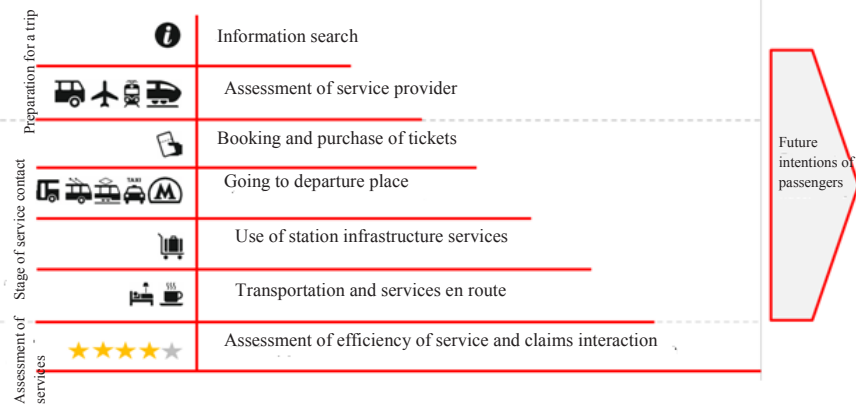 Preparation for a trip
Information search
Assessment of service provider
Stage of service contact
Booking and purchase of tickets
Going to departure place
TAXI
M
Use of station infrastructure services
Transportation and services en route
Assessment of
services
Assessment of efficiency of service and claims interaction
Future
intentions of
passengers